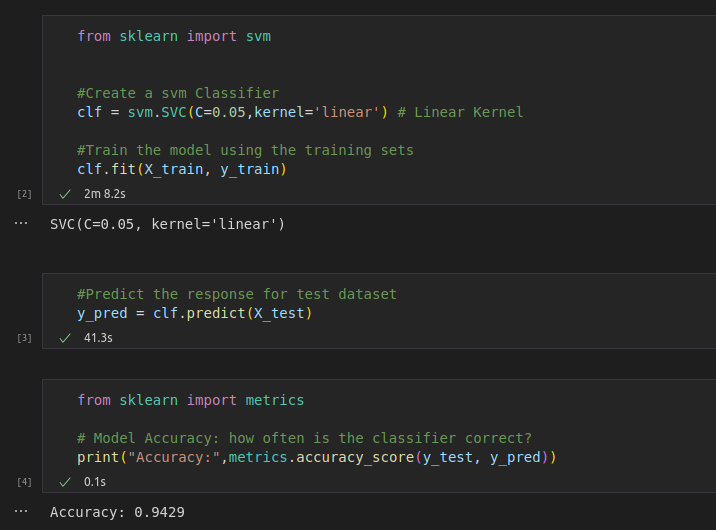 from sklearn import svm
#Create a svm Classifier
clf = svm.SVC(C=0.05,kernel='linear') # Linear Kernel
#Train the model using the training sets
clf.fit(X_train, y_train)
[2] ✓ 2m 8.2s
... SVC(C=0.05, kernel='linear')
#Predict the response for test dataset
y_pred = clf.predict(X_test)
[3] ✓ 41.3s
from sklearn import metrics
# Model Accuracy: how often is the classifier correct?
print("Accuracy:",metrics.accuracy_score(y_test, y_pred))
[4] ✓ 0.1s
... Accuracy: 0.9429